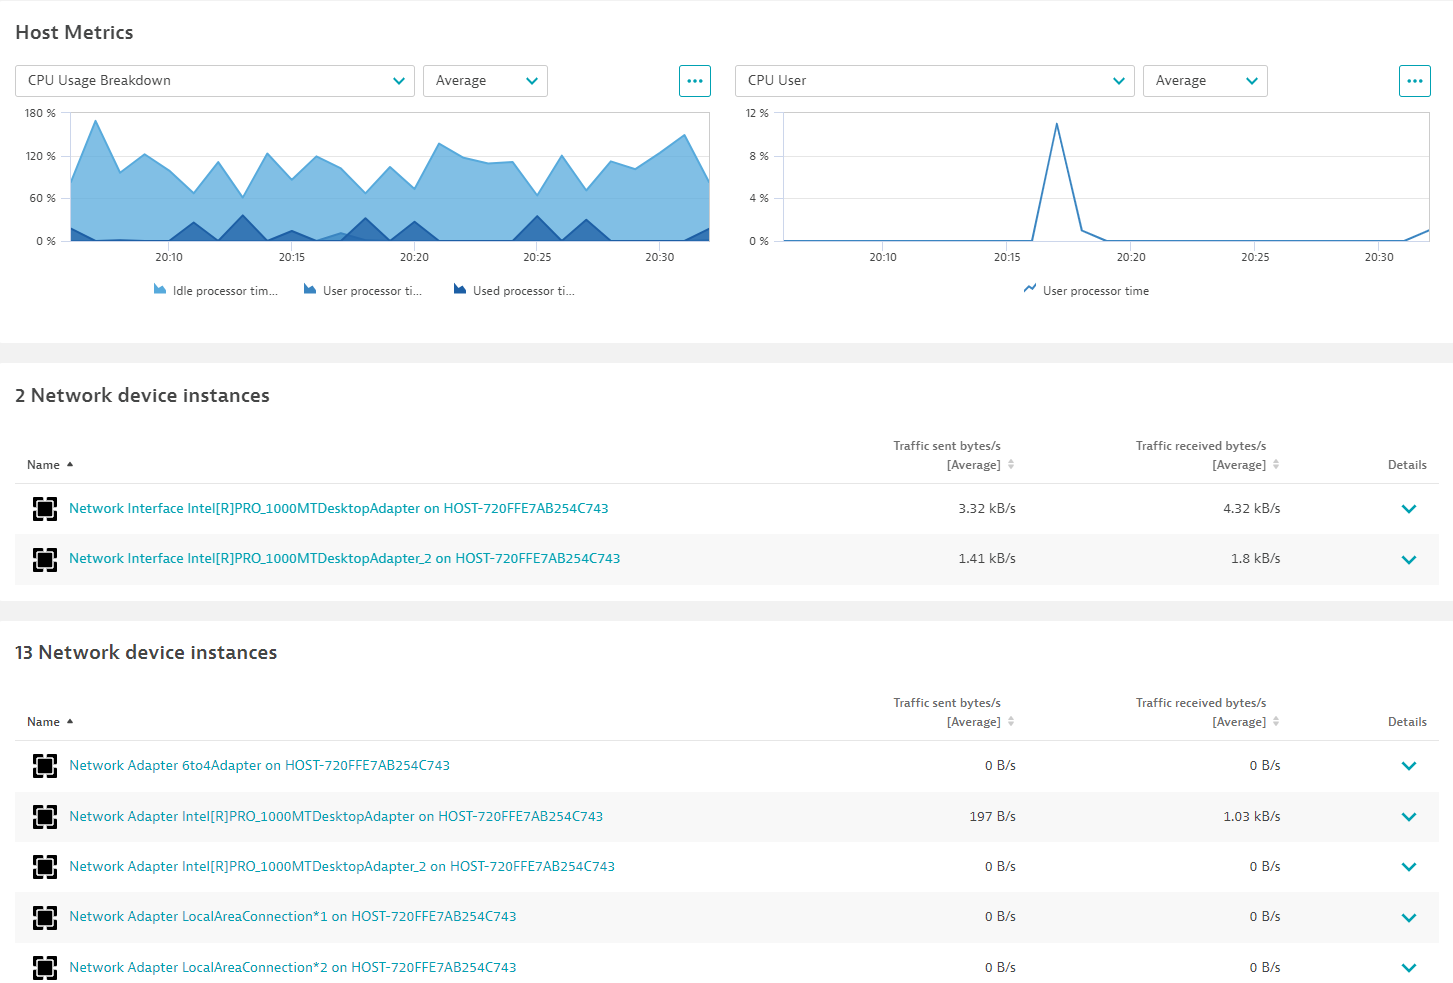 Host Metrics
CPU Usage Breakdown
Average
CPU User
Average
180 %
120 %
60 %
0 %
20:10
20:15
20:20
20:25
20:30
Idle processor tim...
User processor ti...
Used processor ti...
12 %
8 %
4 %
0 %
20:10
20:15
20:20
20:25
20:30
User processor time
2 Network device instances
Name
Traffic sent bytes/s
[Average]
Traffic received bytes/s
[Average]
Details
Network Interface Intel[R]PRO_1000MTDesktopAdapter on HOST-720FFE7AB254C743
3.32 kB/s
4.32 kB/s
Network Interface Intel[R]PRO_1000MTDesktopAdapter_2 on HOST-720FFE7AB254C743
1.41 kB/s
1.8 kB/s
13 Network device instances
Name
Traffic sent bytes/s
[Average]
Traffic received bytes/s
[Average]
Details
Network Adapter 6to4Adapter on HOST-720FFE7AB254C743
0 B/s
0 B/s
Network Adapter Intel[R]PRO_1000MTDesktopAdapter on HOST-720FFE7AB254C743
197 B/s
1.03 kB/s
Network Adapter Intel[R]PRO_1000MTDesktopAdapter_2 on HOST-720FFE7AB254C743
0 B/s
0 B/s
Network Adapter LocalAreaConnection*1 on HOST-720FFE7AB254C743
0 B/s
0 B/s
Network Adapter LocalAreaConnection*2 on HOST-720FFE7AB254C743
0 B/s
0 B/s